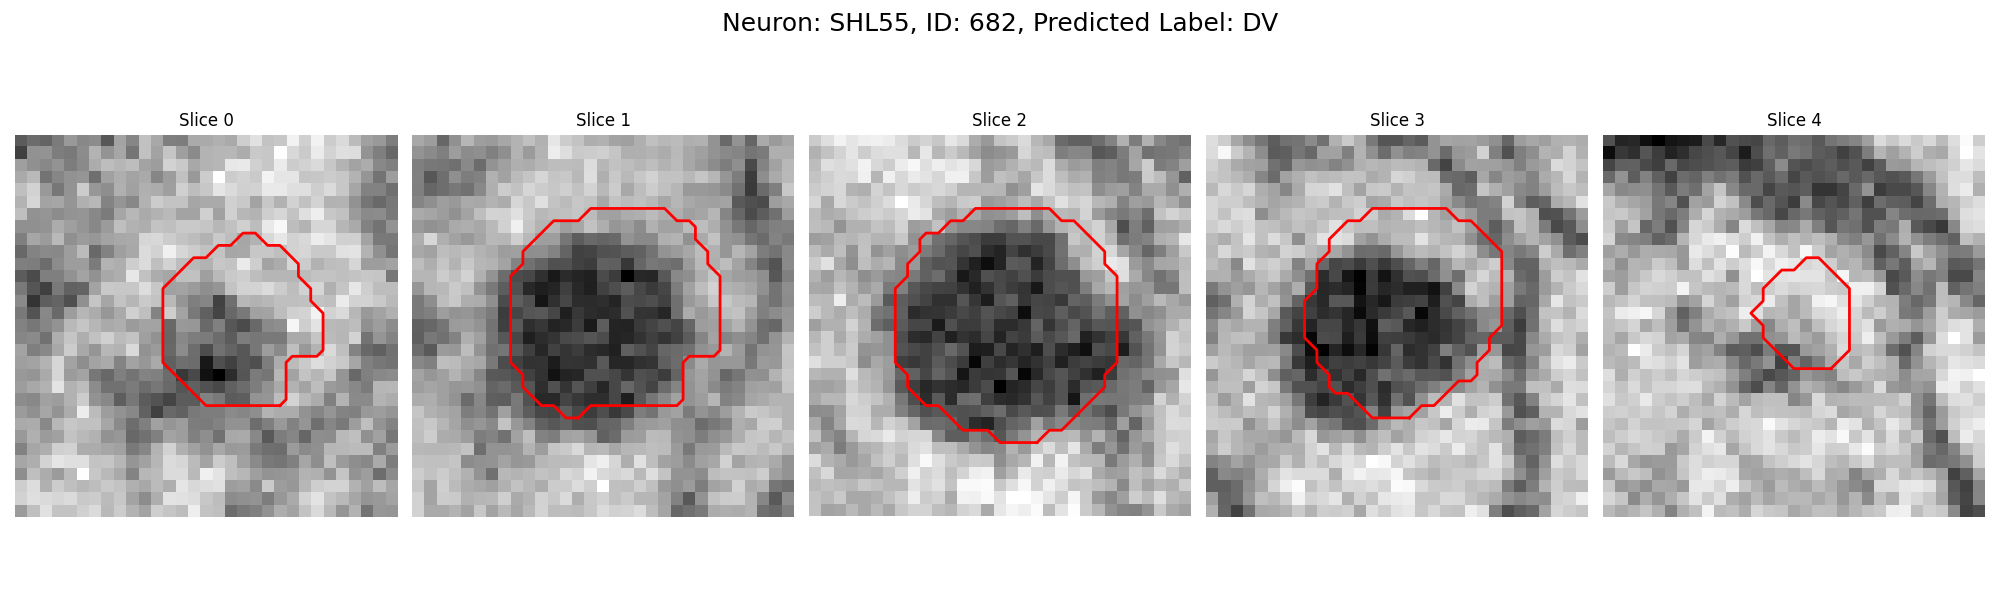 Neuron: SHL55, ID: 682, Predicted Label: DV
Slice 0
Slice 1
Slice 2
Slice 3
Slice 4